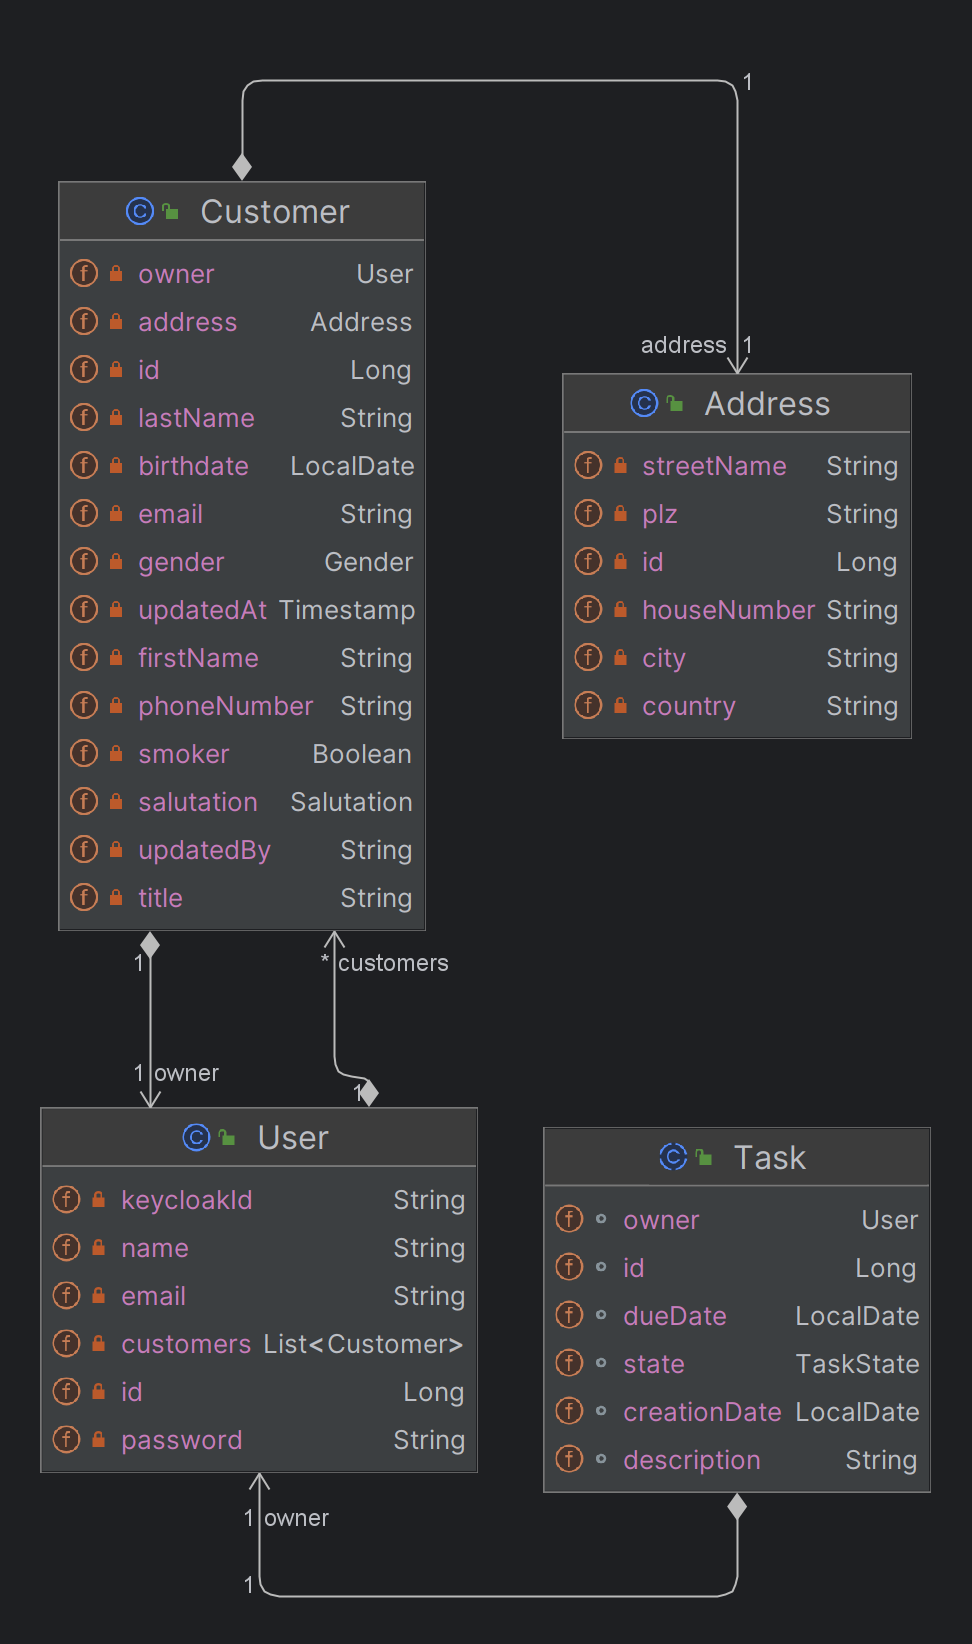 1
Customer
owner User
address Address
id Long
lastName String
birthdate LocalDate
email String
gender Gender
updatedAt Timestamp
firstName String
phoneNumber String
smoker Boolean
salutation Salutation
updatedBy String
title String
address 1
C Address
streetName String
plz String
id Long
houseNumber String
city String
country String
1
* customers
1 owner
1
User
keycloakId String
name String
email String
customers List<Customer>
id Long
password String
Task
owner User
id Long
dueDate LocalDate
state TaskState
creationDate LocalDate
description String
1 owner
1